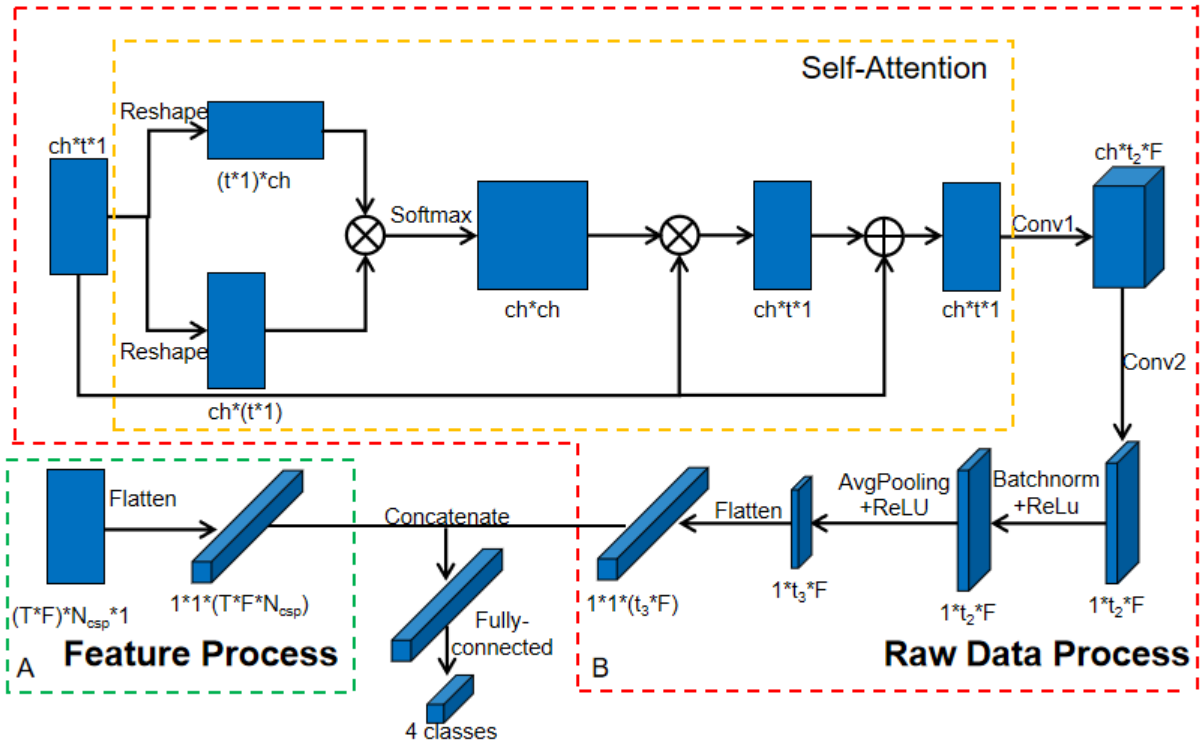 Self-Attention
Reshape
ch*t*1
(t*1)*ch
Softmax
ch*t₂*F
Conv1
ch*ch
ch*t*1
ch*t*1
Reshape
ch*(t*1)
Conv2
Flatten
Concatenate
Flatten
AvgPooling
+ReLU
Batchnorm
+ReLu
(T*F)*N꜀ₛₚ*1
1*1*(T*F*N꜀ₛₚ)
1*1*(t₃*F)
1*t₃*F
1*t₂*F
1*t₂*F
Fully-
connected
A
Feature Process
B
Raw Data Process
4 classes